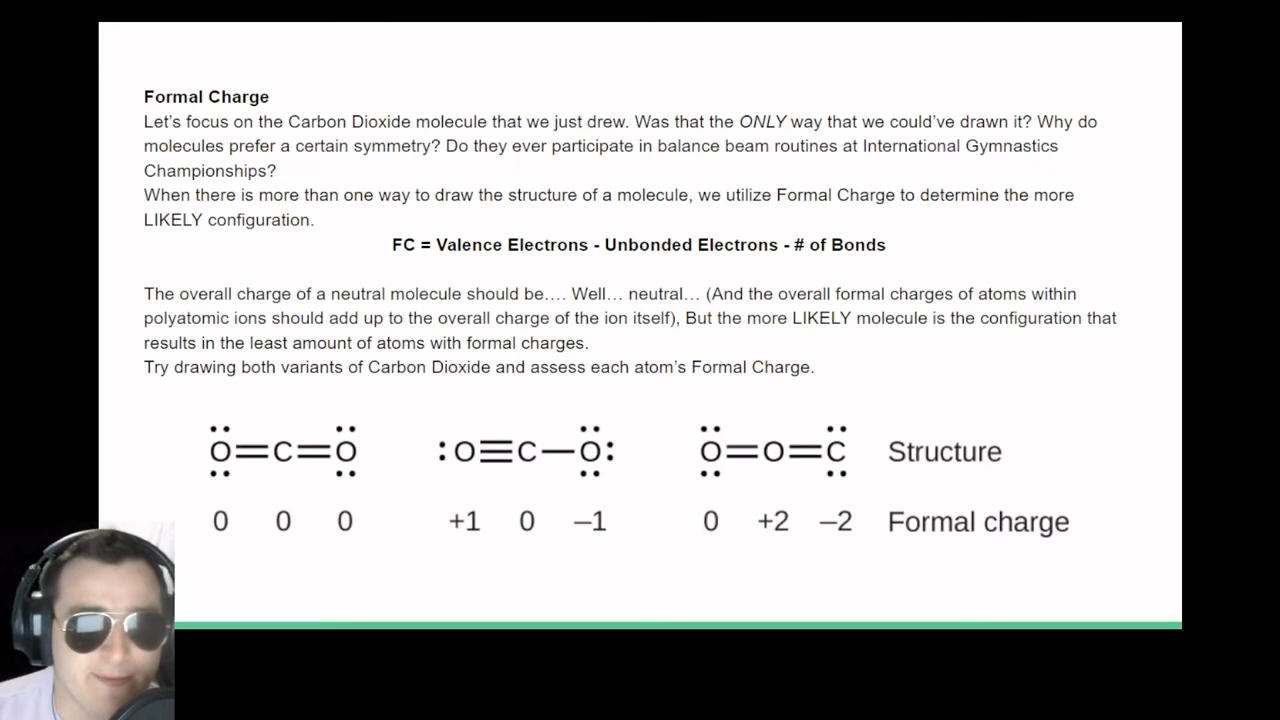 Formal Charge
Let's focus on the Carbon Dioxide molecule that we just drew. Was that the ONLY way that we could've drawn it? Why do
molecules prefer a certain symmetry? Do they ever participate in balance beam routines at International Gymnastics
Championships?
When there is more than one way to draw the structure of a molecule, we utilize Formal Charge to determine the more
LIKELY configuration.
FC = Valence Electrons - Unbonded Electrons - # of Bonds
The overall charge of a neutral molecule should be…. Well… neutral… (And the overall formal charges of atoms within
polyatomic ions should add up to the overall charge of the ion itself), But the more LIKELY molecule is the configuration that
results in the least amount of atoms with formal charges.
Try drawing both variants of Carbon Dioxide and assess each atom's Formal Charge.
O=C=O :O≡C—O: O=O=C Structure
0 0 0 +1 0 –1 0 +2 –2 Formal charge